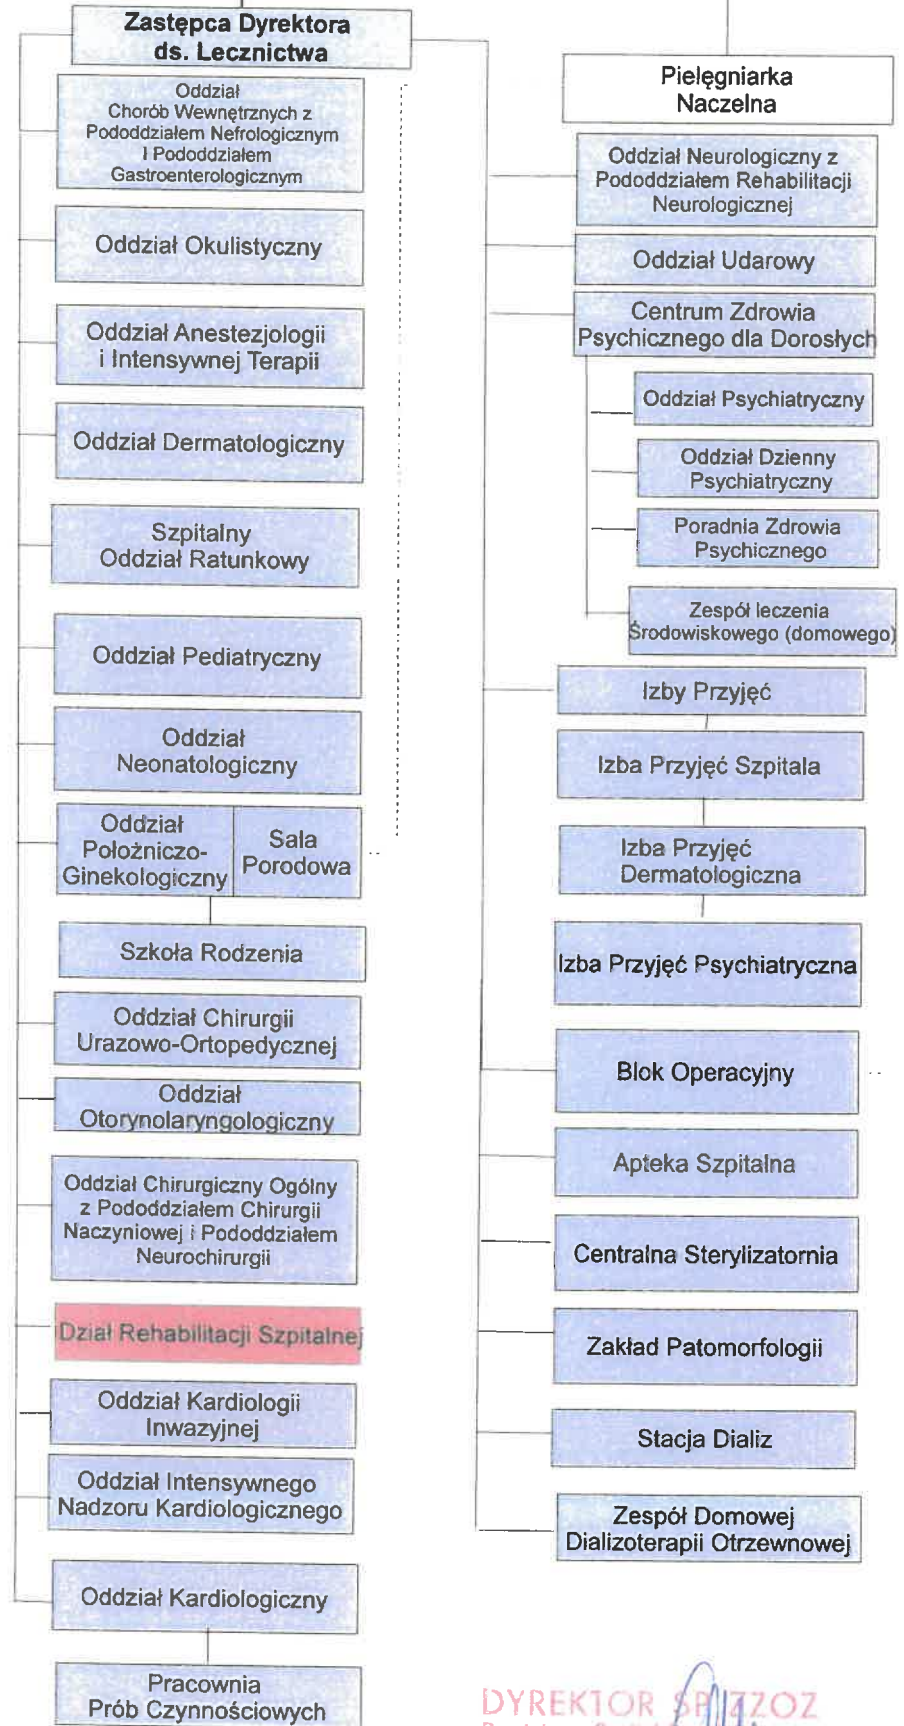 Zastępca Dyrektora
ds. Lecznictwa
Oddział
Chorób Wewnętrznych z
Pododdziałem Nefrologicznym
I Pododdziałem
Gastroenterologicznym
Oddział Okulistyczny
Oddział Anestezjologii
i Intensywnej Terapii
Oddział Dermatologiczny
Szpitalny
Oddział Ratunkowy
Oddział Pediatryczny
Oddział
Neonatologiczny
Oddział
Położniczo-
Ginekologiczny
Sala
Porodowa
Szkoła Rodzenia
Oddział Chirurgii
Urazowo-Ortopedycznej
Oddział
Otorynolaryngologiczny
Oddział Chirurgiczny Ogólny
z Pododdziałem Chirurgii
Naczyniowej i Pododdziałem
Neurochirurgii
Dział Rehabilitacji Szpitalnej
Oddział Kardiologii
Inwazyjnej
Oddział Intensywnego
Nadzoru Kardiologicznego
Oddział Kardiologiczny
Pracownia
Prób Czynnościowych
Pielęgniarka
Naczelna
Oddział Neurologiczny z
Pododdziałem Rehabilitacji
Neurologicznej
Oddział Udarowy
Centrum Zdrowia
Psychicznego dla Dorosłych
Oddział Psychiatryczny
Oddział Dzienny
Psychiatryczny
Poradnia Zdrowia
Psychicznego
Zespół leczenia
Środowiskowego (domowego)
Izby Przyjęć
Izba Przyjęć Szpitala
Izba Przyjęć
Dermatologiczna
Izba Przyjęć Psychiatryczna
Blok Operacyjny
Apteka Szpitalna
Centralna Sterylizatornia
Zakład Patomorfologii
Stacja Dializ
Zespół Domowej
Dializoterapii Otrzewnowej
DYREKTOR SPZZOZ